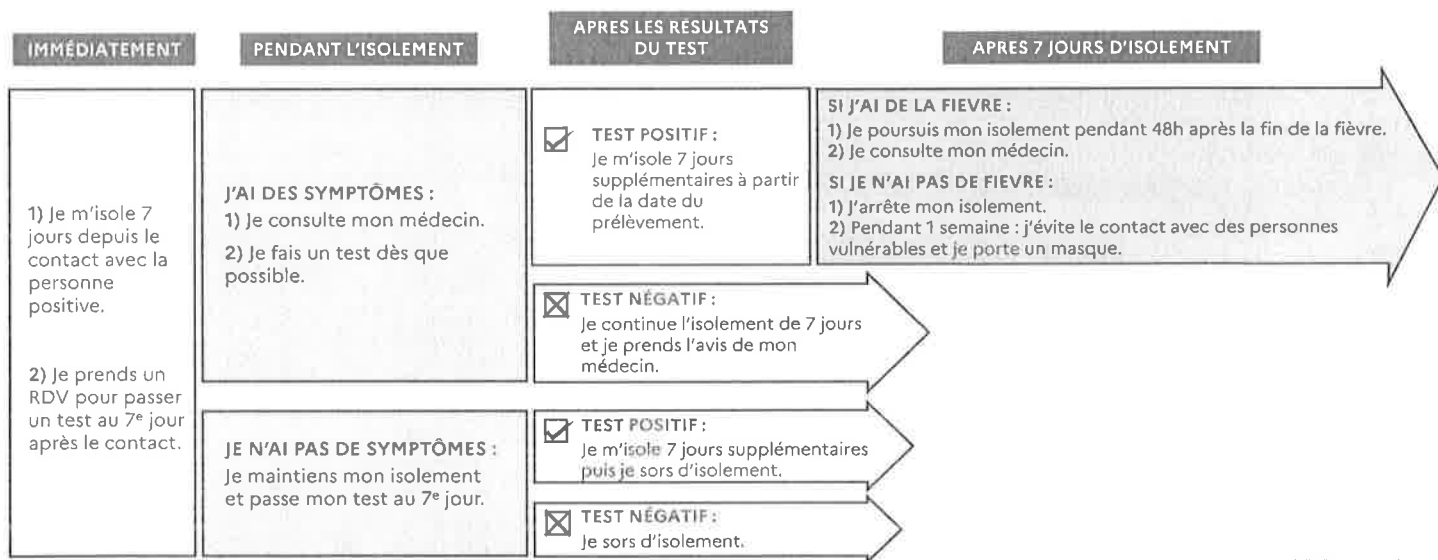 IMMÉDIATEMENT
PENDANT L'ISOLEMENT
APRES LES RÉSULTATS
DU TEST
APRES 7 JOURS D'ISOLEMENT
1) Je m'isole 7
jours depuis le
contact avec la
personne
positive.
2) Je prends un
RDV pour passer
un test au 7e jour
après le contact.
J'AI DES SYMPTÔMES :
1) Je consulte mon médecin.
2) Je fais un test dès que
possible.
TEST POSITIF :
Je m'isole 7 jours
supplémentaires à partir
de la date du
prélèvement.
SI J'AI DE LA FIEVRE :
1) Je poursuis mon isolement pendant 48h après la fin de la fièvre.
2) Je consulte mon médecin.
SI JE N'AI PAS DE FIEVRE :
1) J'arrête mon isolement.
2) Pendant 1 semaine : j'évite le contact avec des personnes
vulnérables et je porte un masque.
TEST NÉGATIF :
Je continue l'isolement de 7 jours
et je prends l'avis de mon
médecin.
JE N'AI PAS DE SYMPTÔMES :
Je maintiens mon isolement
et passe mon test au 7e jour.
TEST POSITIF :
Je m'isole 7 jours supplémentaires
puis je sors d'isolement.
TEST NÉGATIF :
Je sors d'isolement.